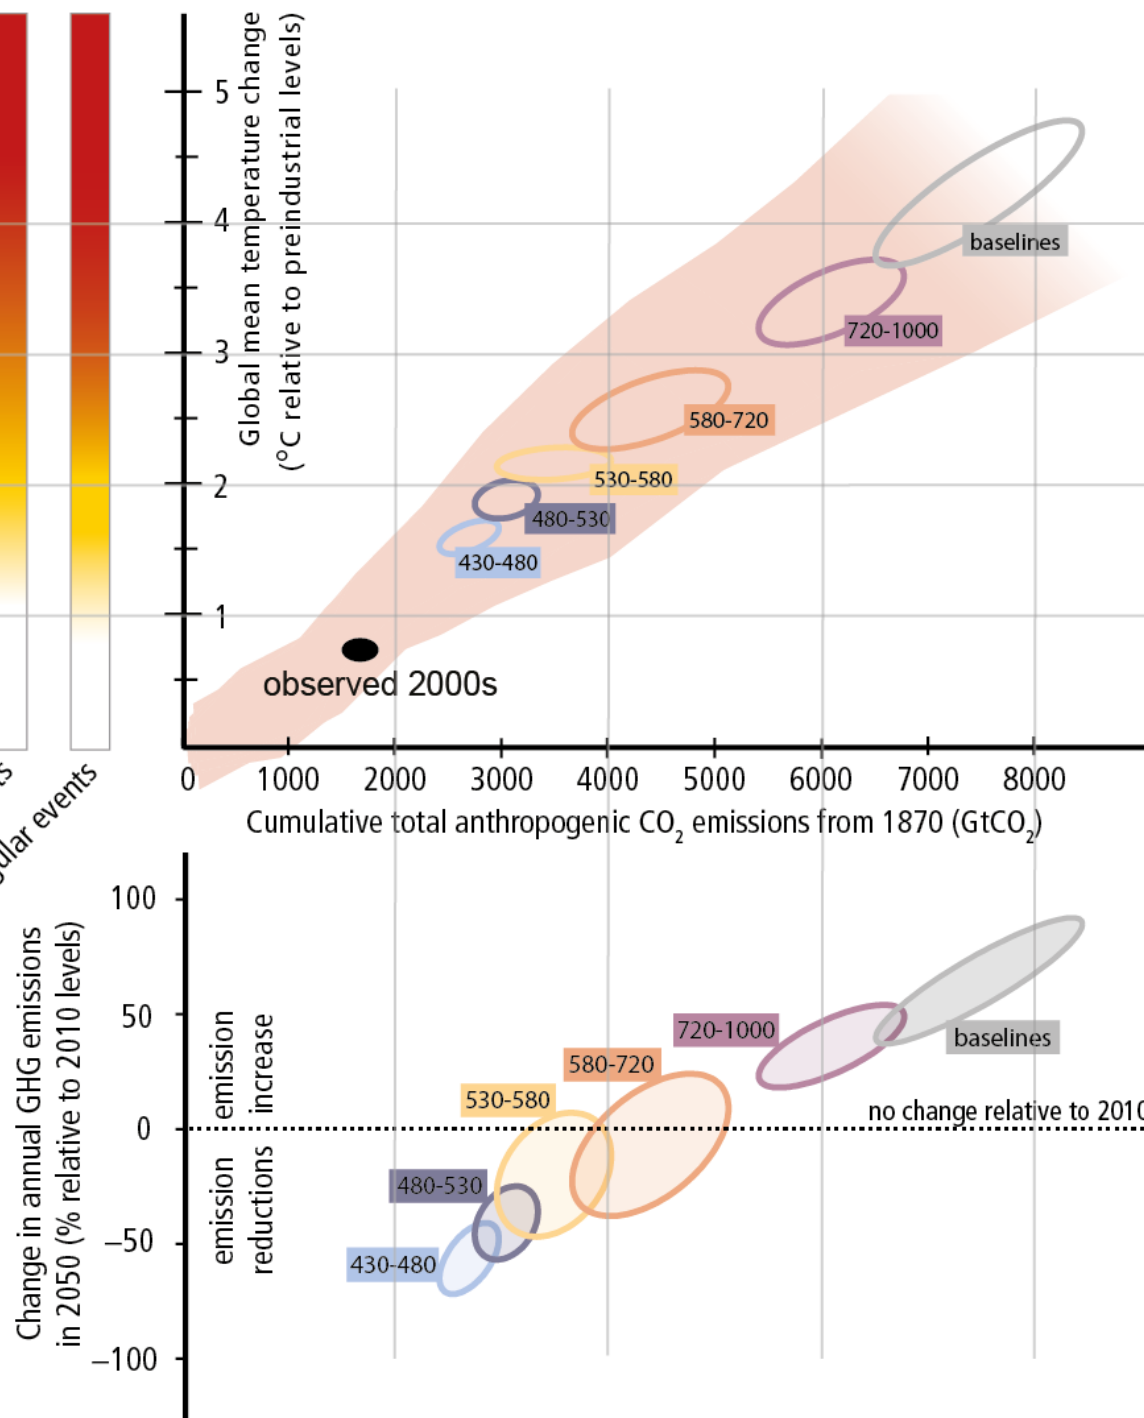 5
4
3
2
1
Global mean temperature change
(°C relative to preindustrial levels)
baselines
720-1000
580-720
530-580
480-530
430-480
observed 2000s
0 1000 2000 3000 4000 5000 6000 7000 8000
Cumulative total anthropogenic CO₂ emissions from 1870 (GtCO₂)
events
100
50
0
−50
−100
Change in annual GHG emissions
in 2050 (% relative to 2010 levels)
emission
increase
emission
reductions
720-1000
baselines
580-720
530-580
no change relative to 2010
480-530
430-480